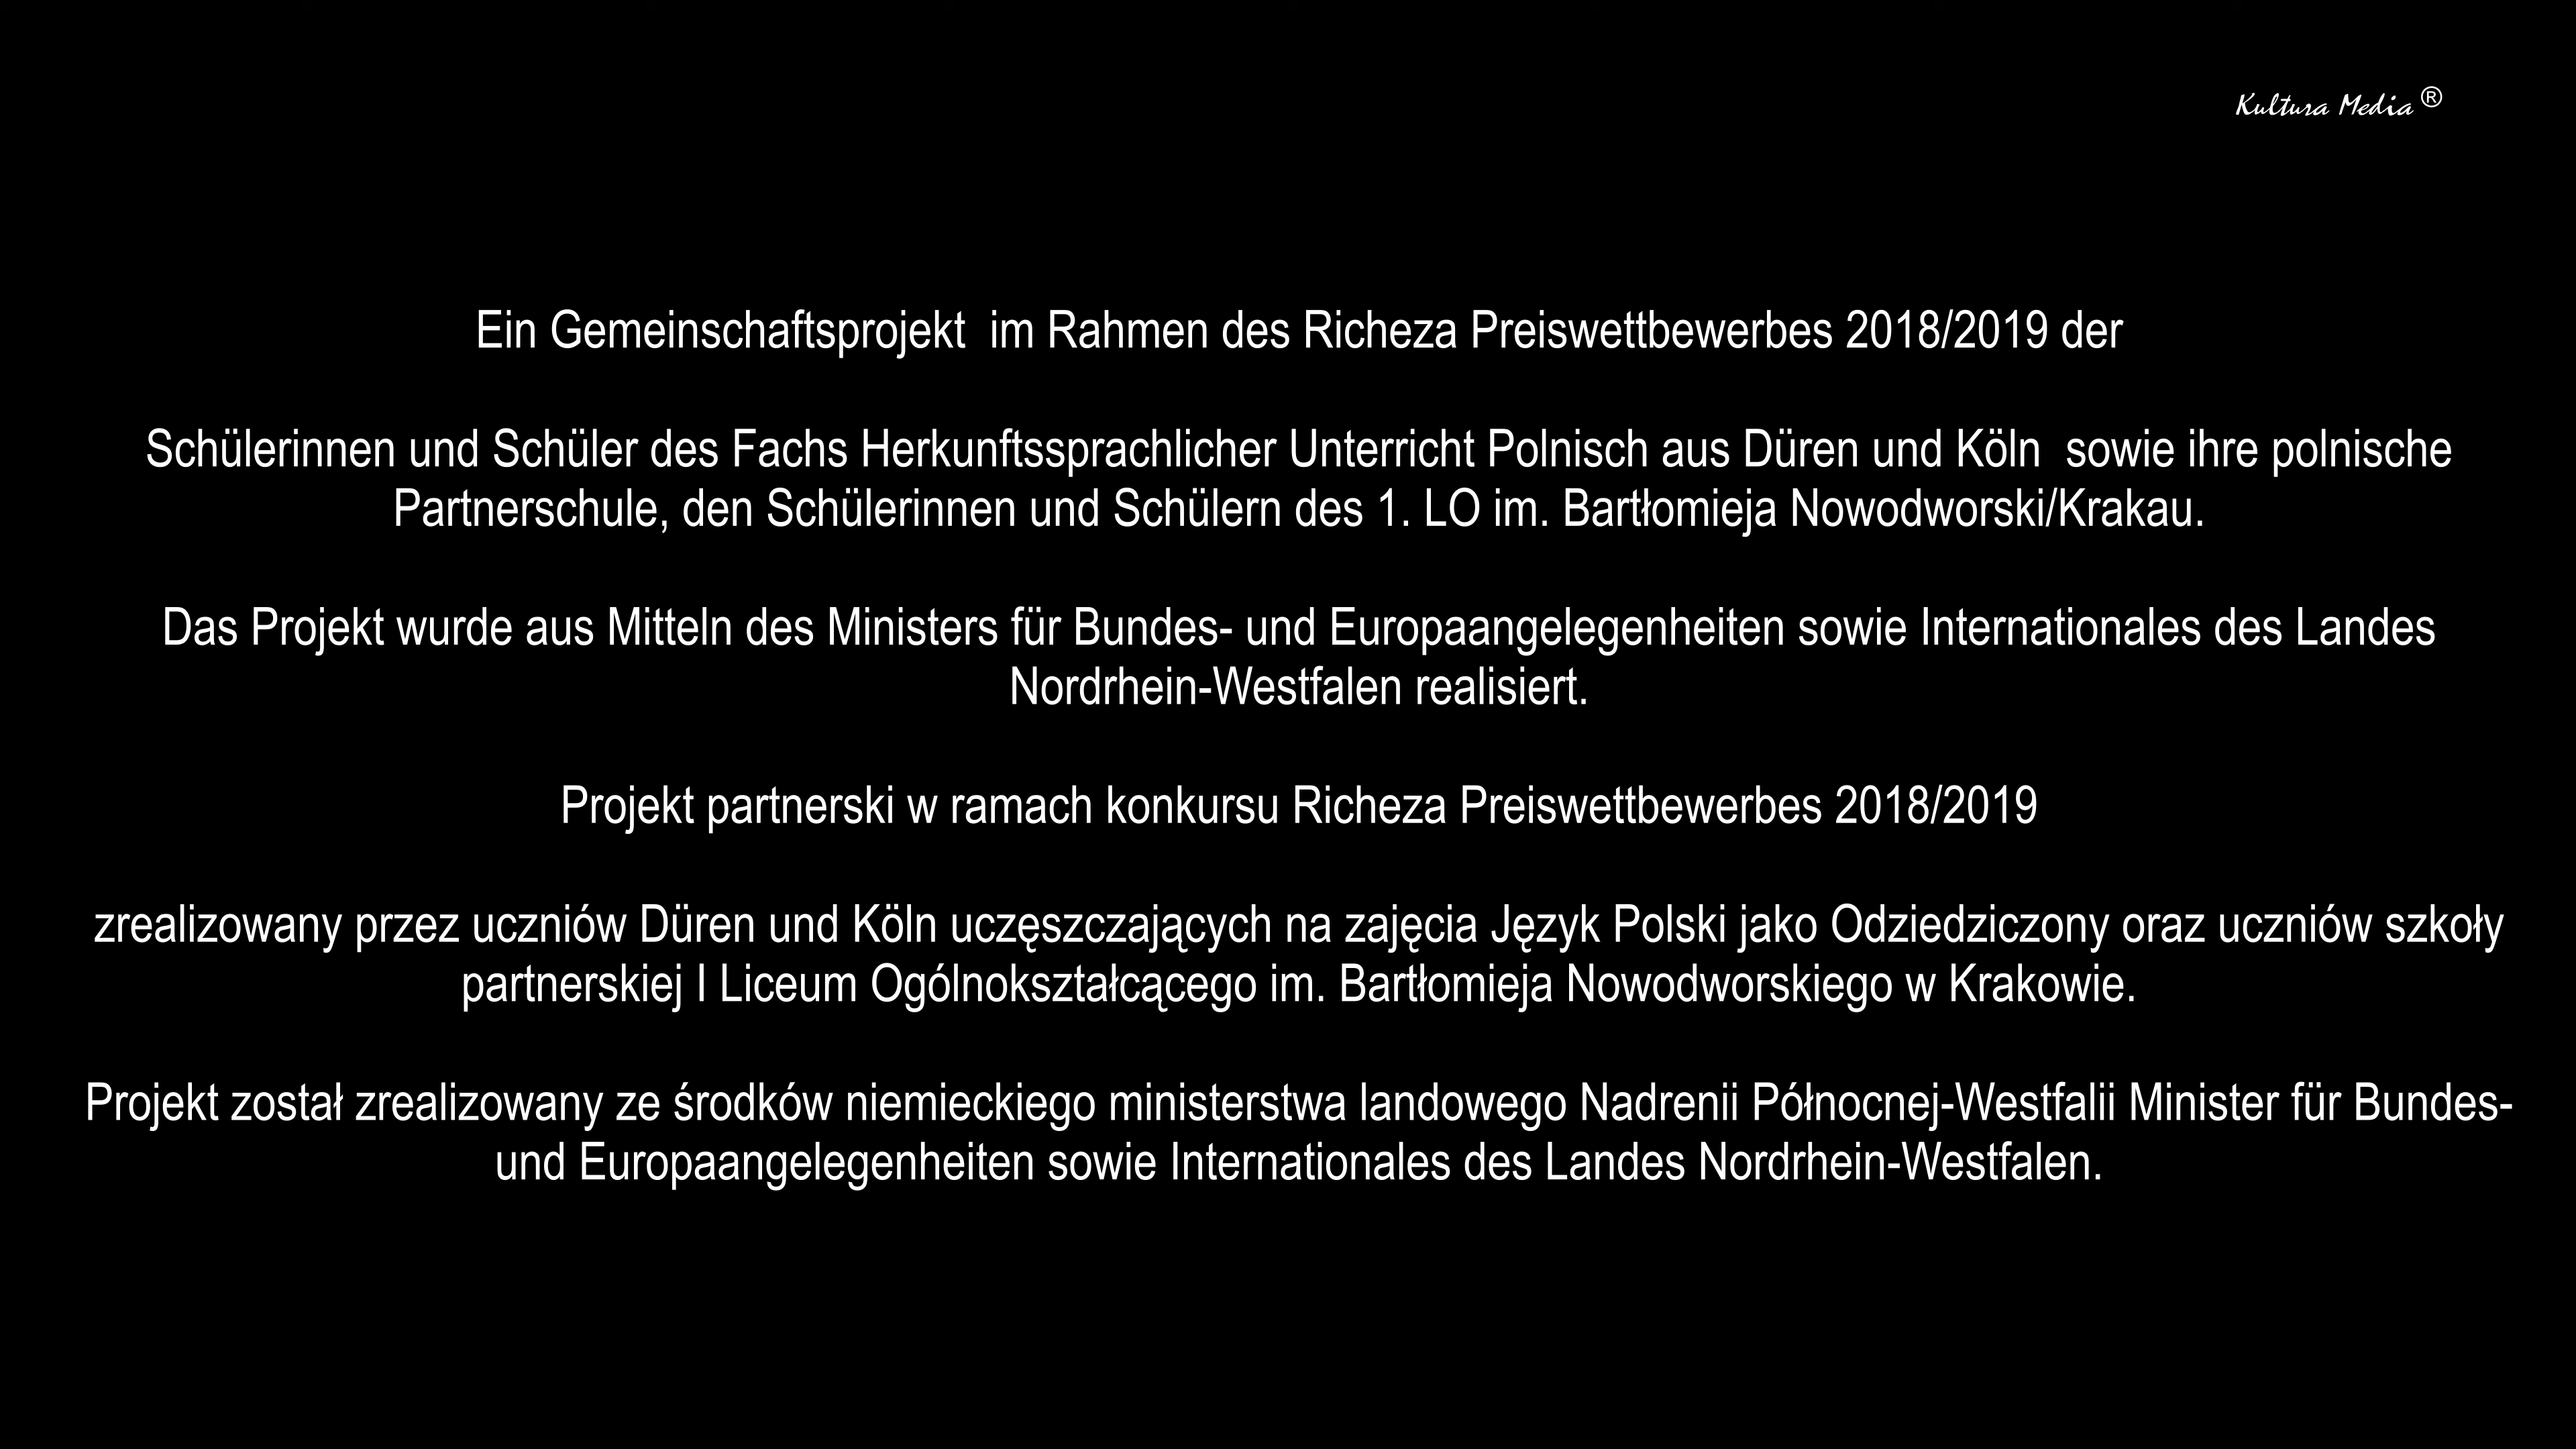 Kultura Media ®
Ein Gemeinschaftsprojekt  im Rahmen des Richeza Preiswettbewerbes 2018/2019 der
Schülerinnen und Schüler des Fachs Herkunftssprachlicher Unterricht Polnisch aus Düren und Köln  sowie ihre polnische
Partnerschule, den Schülerinnen und Schülern des 1. LO im. Bartłomieja Nowodworski/Krakau.
Das Projekt wurde aus Mitteln des Ministers für Bundes- und Europaangelegenheiten sowie Internationales des Landes
Nordrhein-Westfalen realisiert.
Projekt partnerski w ramach konkursu Richeza Preiswettbewerbes 2018/2019
zrealizowany przez uczniów Düren und Köln uczęszczających na zajęcia Język Polski jako Odziedziczony oraz uczniów szkoły
partnerskiej I Liceum Ogólnokształcącego im. Bartłomieja Nowodworskiego w Krakowie.
Projekt został zrealizowany ze środków niemieckiego ministerstwa landowego Nadrenii Północnej-Westfalii Minister für Bundes-
und Europaangelegenheiten sowie Internationales des Landes Nordrhein-Westfalen.